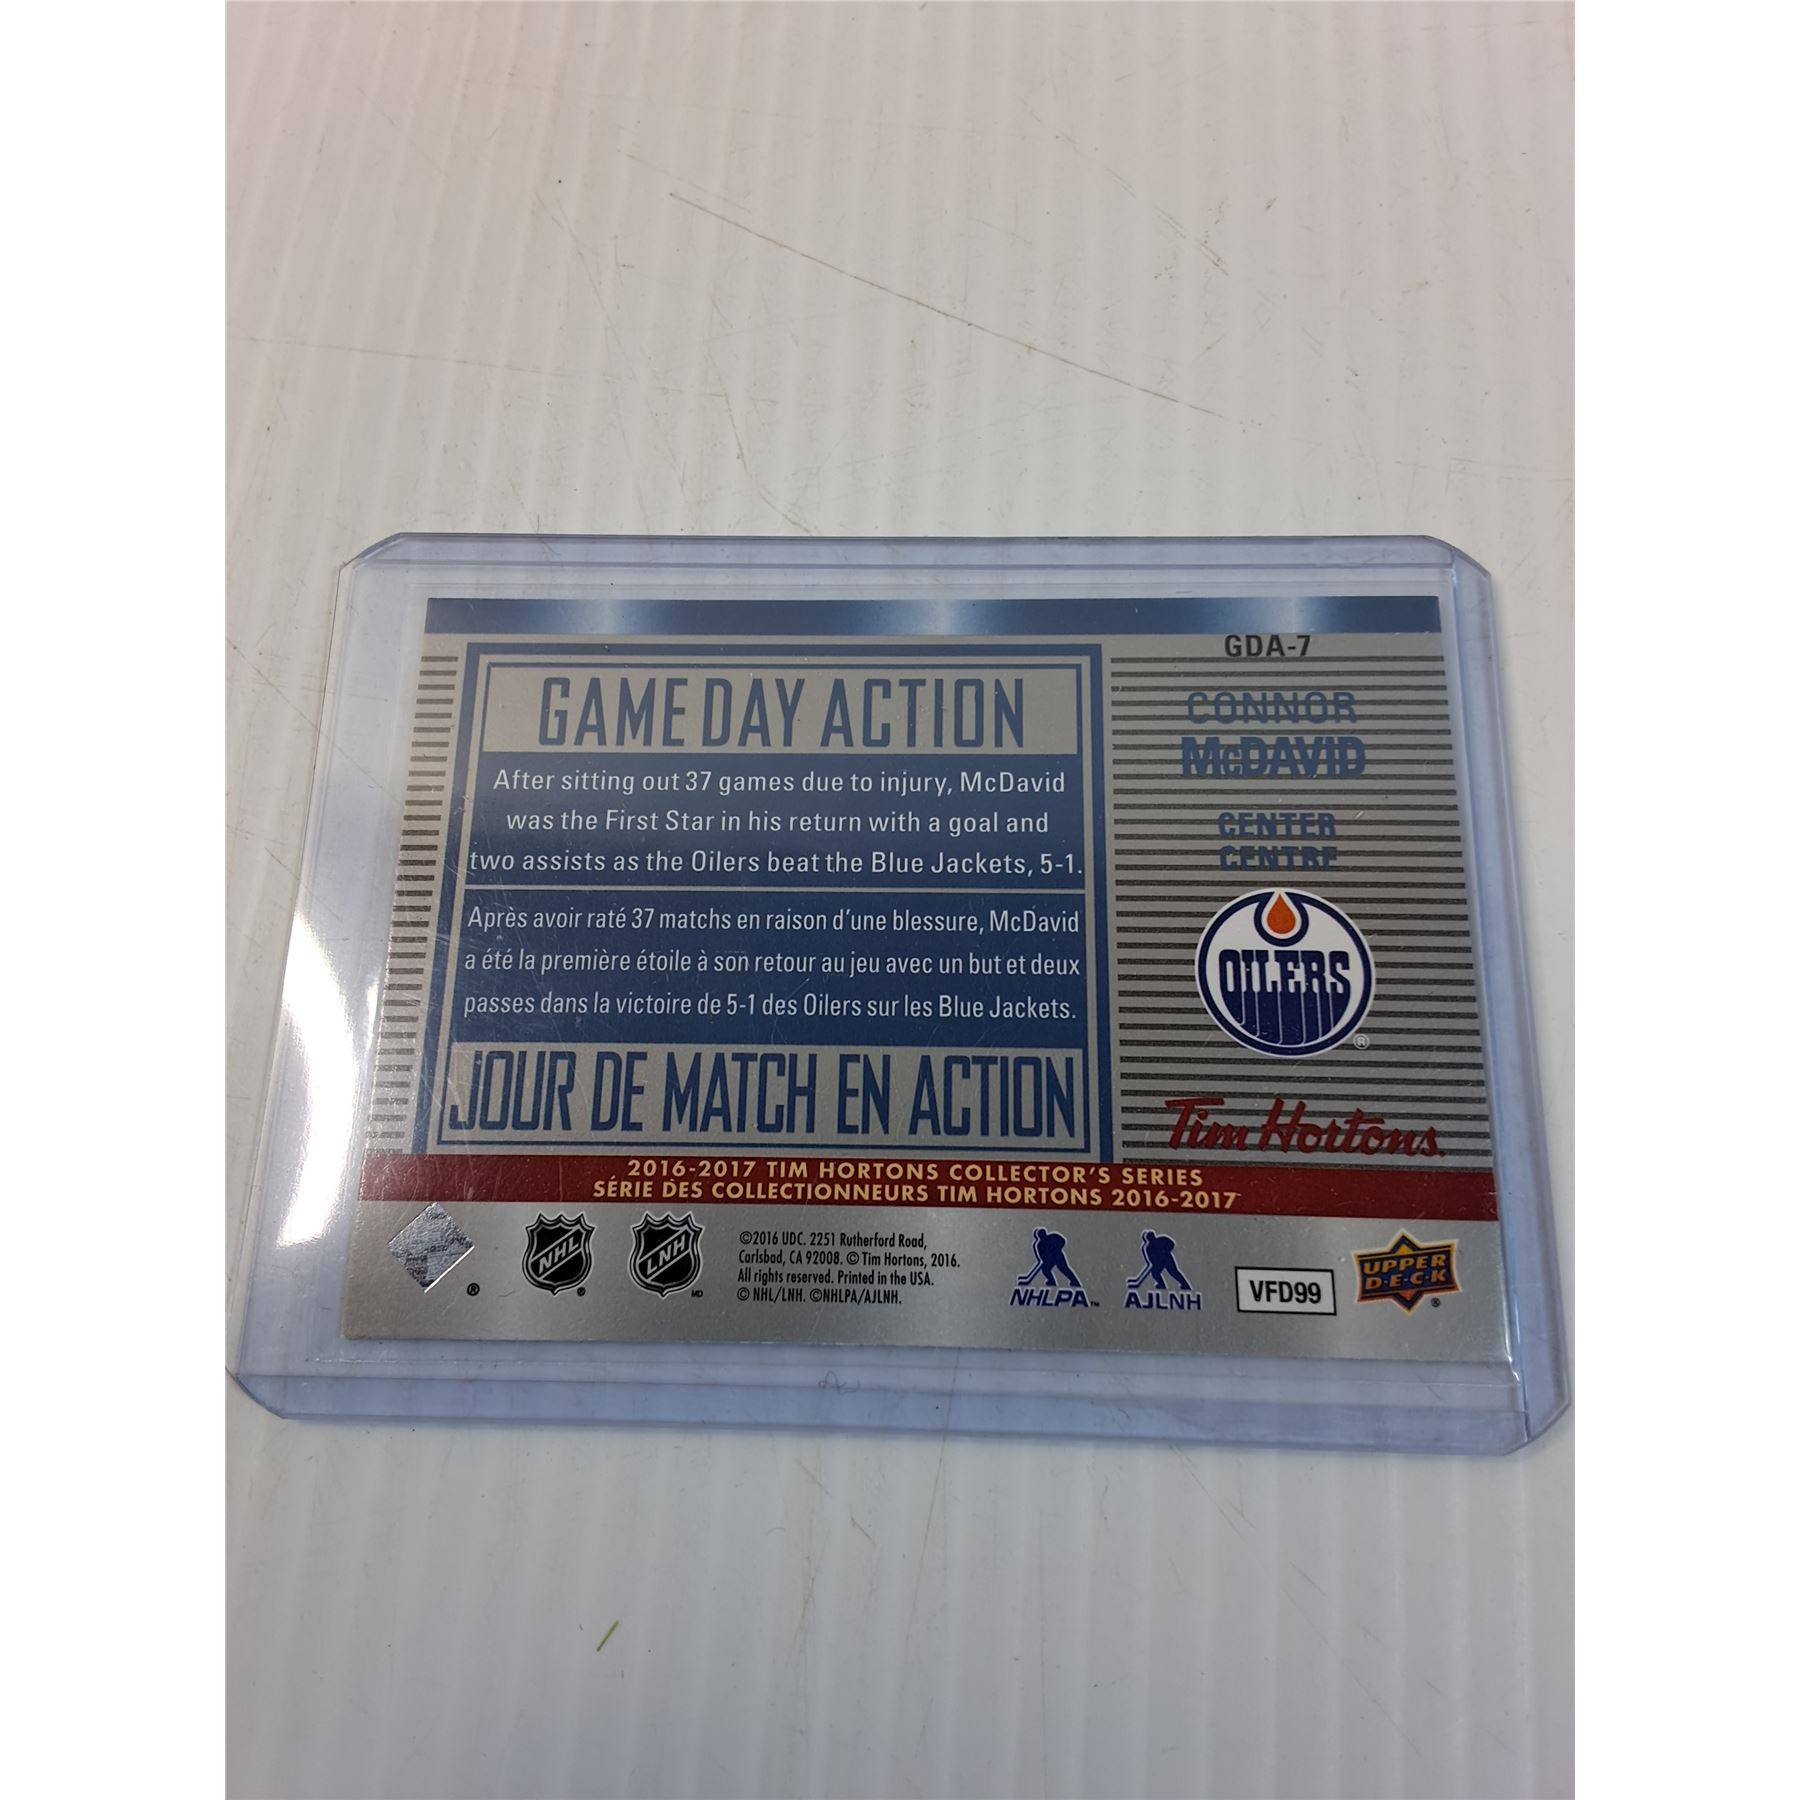 GDA-7
GAME DAY ACTION
After sitting out 37 games due to injury, McDavid
was the First Star in his return with a goal and
two assists as the Oilers beat the Blue Jackets, 5-1.
Après avoir raté 37 matchs en raison d'une blessure, McDavid
a été la première étoile à son retour au jeu avec un but et deux
passes dans la victoire de 5-1 des Oilers sur les Blue Jackets.
JOUR DE MATCH EN ACTION
CONNOR
McDAVID
CENTER
CENTRE
OILERS
®
Tim Hortons.
2016-2017 TIM HORTONS COLLECTOR'S SERIES
SÉRIE DES COLLECTIONNEURS TIM HORTONS 2016-2017
®
NHL
®
LNH
MD
©2016 UDC. 2251 Rutherford Road,
Carlsbad, CA 92008. © Tim Hortons, 2016.
All rights reserved. Printed in the USA.
© NHL/LNH. ©NHLPA/AJLNH.
NHLPA™
AJLNH
VFD99
UPPER
D·E·C·K
®